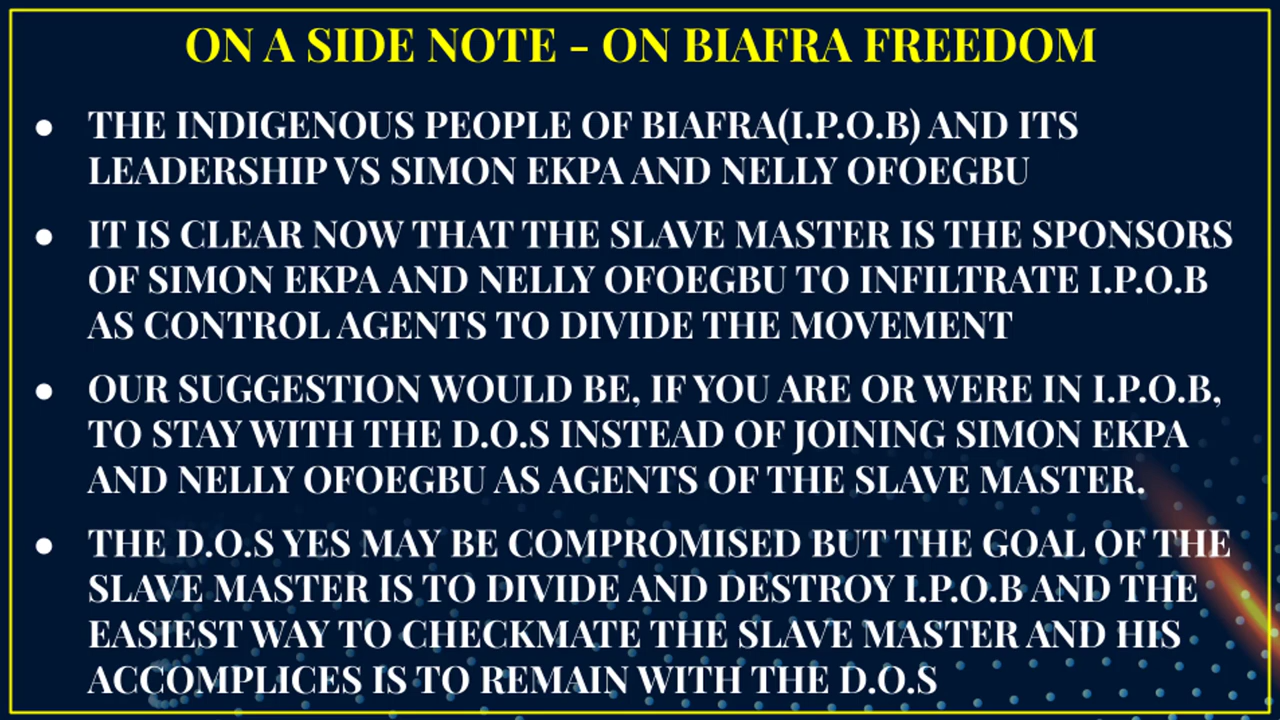 ON A SIDE NOTE - ON BIAFRA FREEDOM
● THE INDIGENOUS PEOPLE OF BIAFRA(I.P.O.B) AND ITS
LEADERSHIP VS SIMON EKPA AND NELLY OFOEGBU
● IT IS CLEAR NOW THAT THE SLAVE MASTER IS THE SPONSORS
OF SIMON EKPA AND NELLY OFOEGBU TO INFILTRATE I.P.O.B
AS CONTROL AGENTS TO DIVIDE THE MOVEMENT
● OUR SUGGESTION WOULD BE, IF YOU ARE OR WERE IN I.P.O.B,
TO STAY WITH THE D.O.S INSTEAD OF JOINING SIMON EKPA
AND NELLY OFOEGBU AS AGENTS OF THE SLAVE MASTER.
● THE D.O.S YES MAY BE COMPROMISED BUT THE GOAL OF THE
SLAVE MASTER IS TO DIVIDE AND DESTROY I.P.O.B AND THE
EASIEST WAY TO CHECKMATE THE SLAVE MASTER AND HIS
ACCOMPLICES IS TO REMAIN WITH THE D.O.S